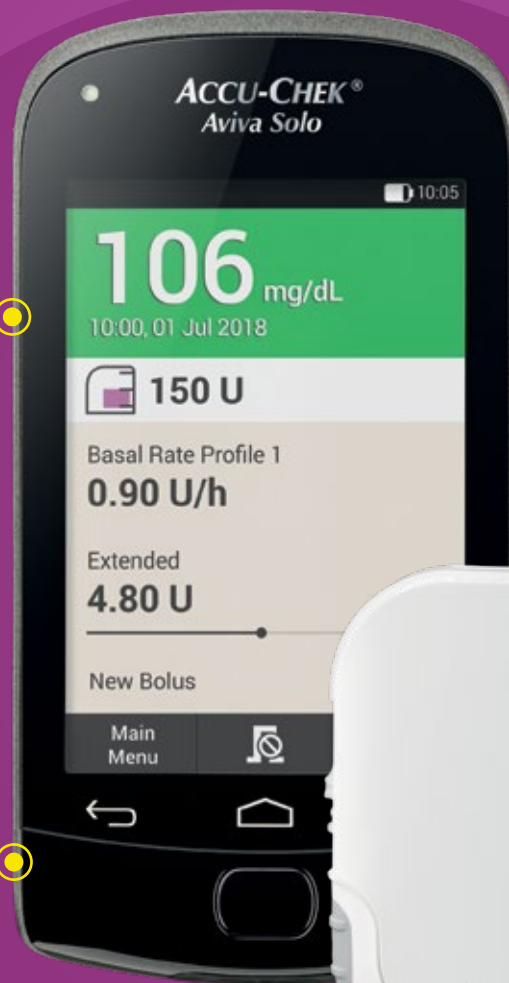 ACCU-CHEK®
Aviva Solo
10:05
106 mg/dL
10:00, 01 Jul 2018
150 U
Basal Rate Profile 1
0.90 U/h
Extended
4.80 U
New Bolus
Main
Menu